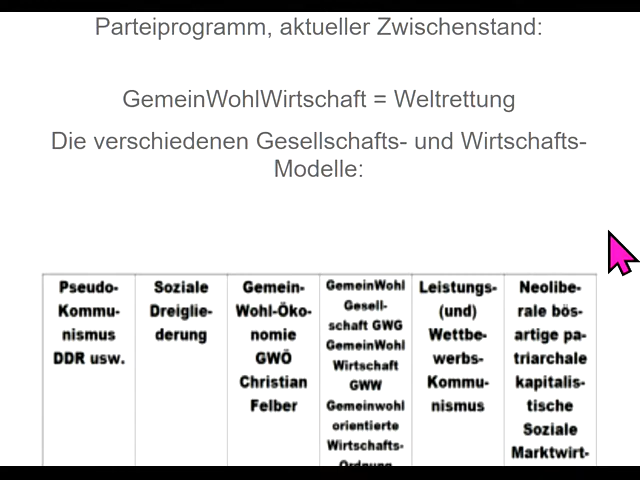 Parteiprogramm, aktueller Zwischenstand:
GemeinWohlWirtschaft = Weltrettung
Die verschiedenen Gesellschafts- und Wirtschafts-
Modelle:
Pseudo-
Kommu-
nismus
DDR usw.
Soziale
Dreiglie-
derung
Gemein-
Wohl-Öko-
nomie
GWÖ
Christian
Felber
GemeinWohl
Gesell-
schaft GWG
GemeinWohl
Wirtschaft
GWW
Gemeinwohl
orientierte
Wirtschafts-
Ordnung
Leistungs-
(und)
Wettbe-
werbs-
Kommu-
nismus
Neolibe-
rale bös-
artige pa-
triarchale
kapitalis-
tische
Soziale
Marktwirt-